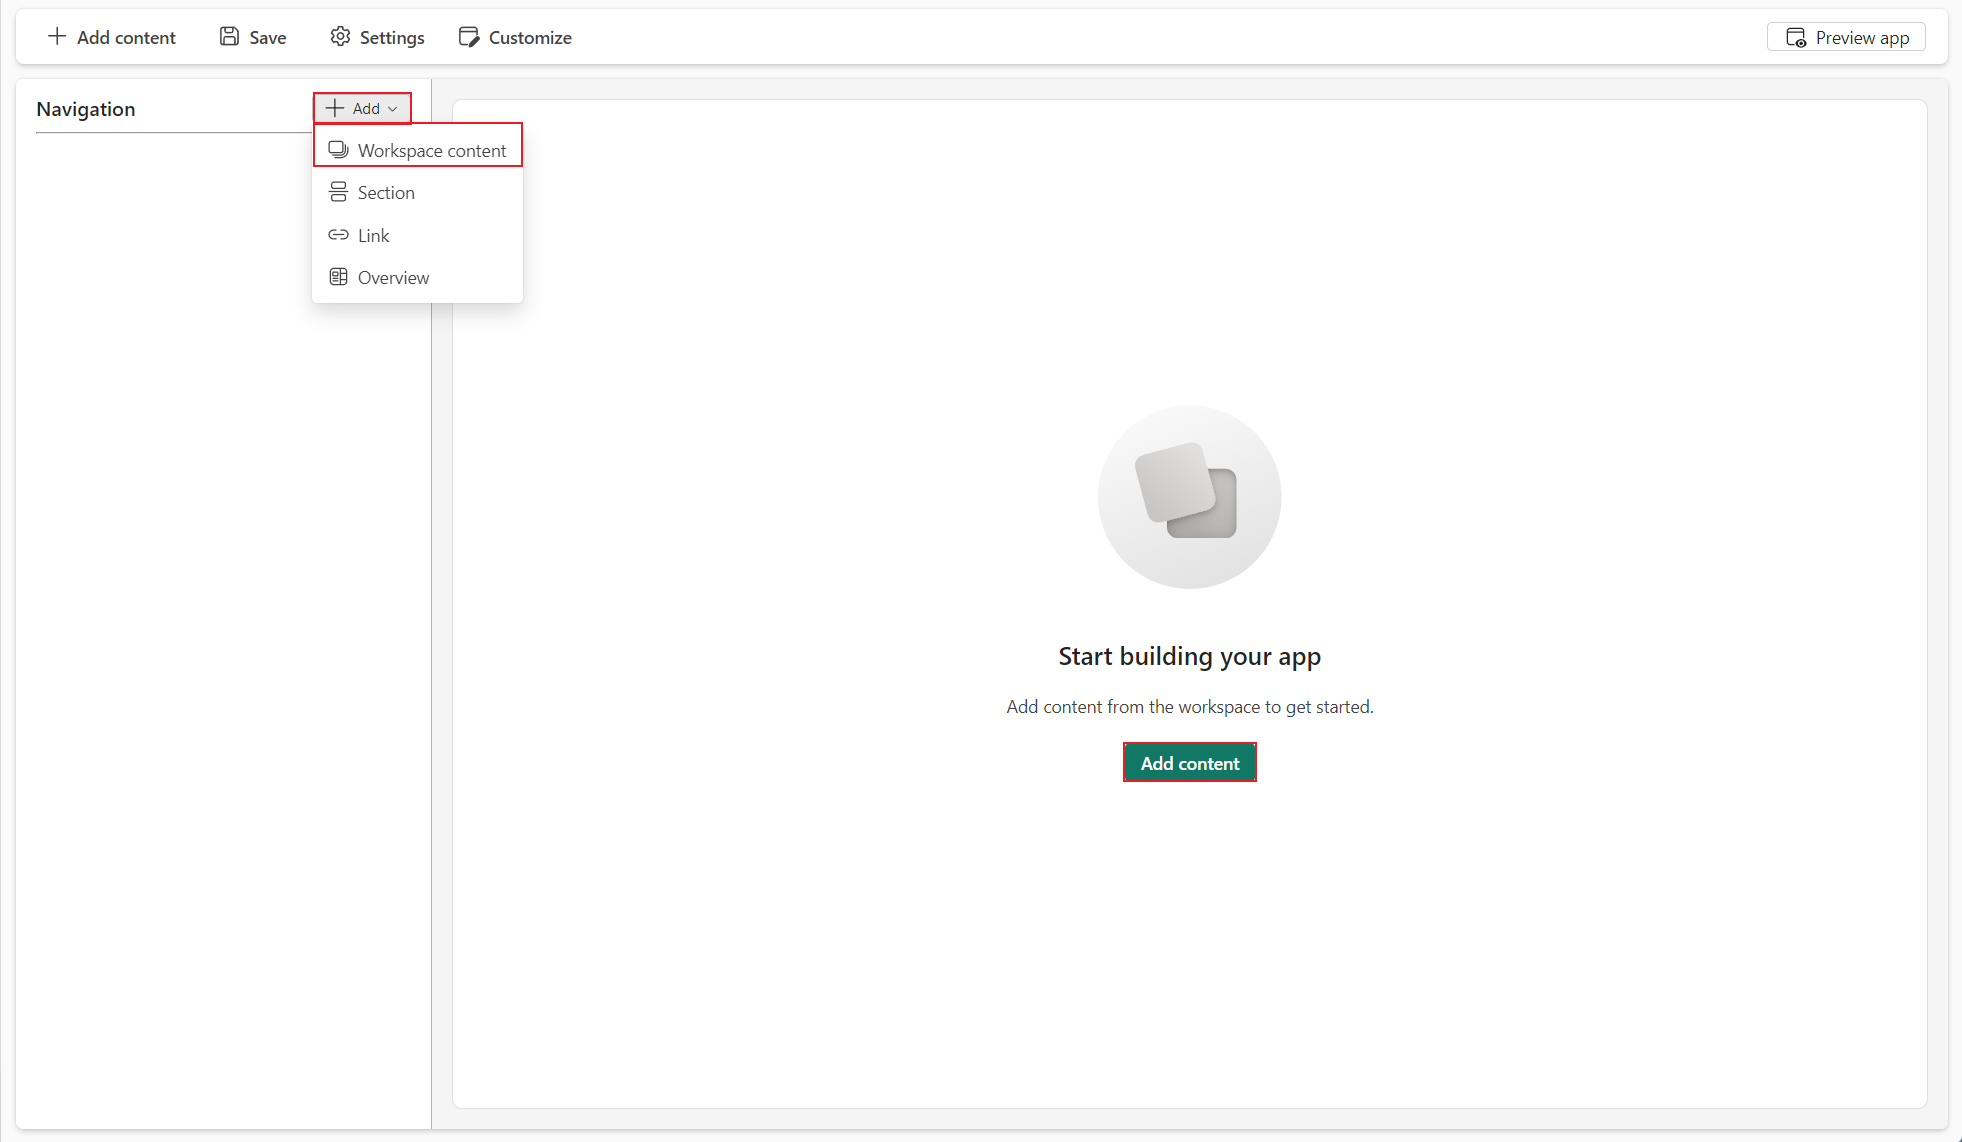 Add content Save Settings Customize Preview app
Navigation Add
Workspace content
Section
Link
Overview
Start building your app
Add content from the workspace to get started.
Add content